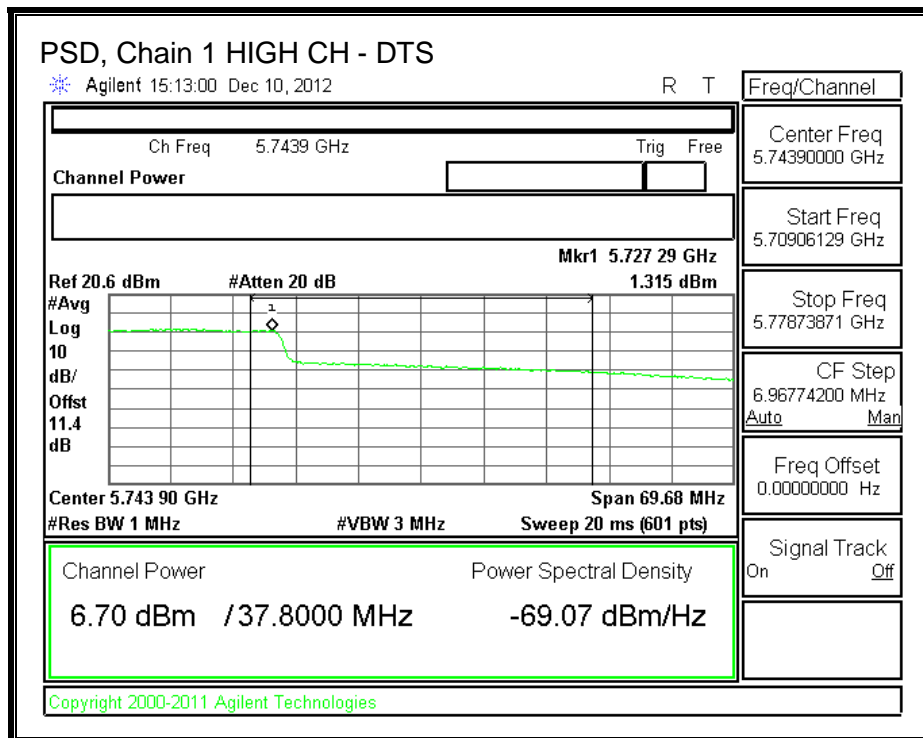 PSD, Chain 1 HIGH CH - DTS
Agilent 15:13:00 Dec 10, 2012 R T
Freq/Channel
Ch Freq 5.7439 GHz Trig Free
Channel Power
Mkr1 5.727 29 GHz
Ref 20.6 dBm #Atten 20 dB 1.315 dBm
#Avg
Log
10
dB/
Offst
11.4
dB
1
Center 5.743 90 GHz Span 69.68 MHz
#Res BW 1 MHz #VBW 3 MHz Sweep 20 ms (601 pts)
Channel Power Power Spectral Density
6.70 dBm /37.8000 MHz -69.07 dBm/Hz
Center Freq
5.74390000 GHz
Start Freq
5.70906129 GHz
Stop Freq
5.77873871 GHz
CF Step
6.96774200 MHz
Auto Man
Freq Offset
0.00000000 Hz
Signal Track
On Off
Copyright 2000-2011 Agilent Technologies